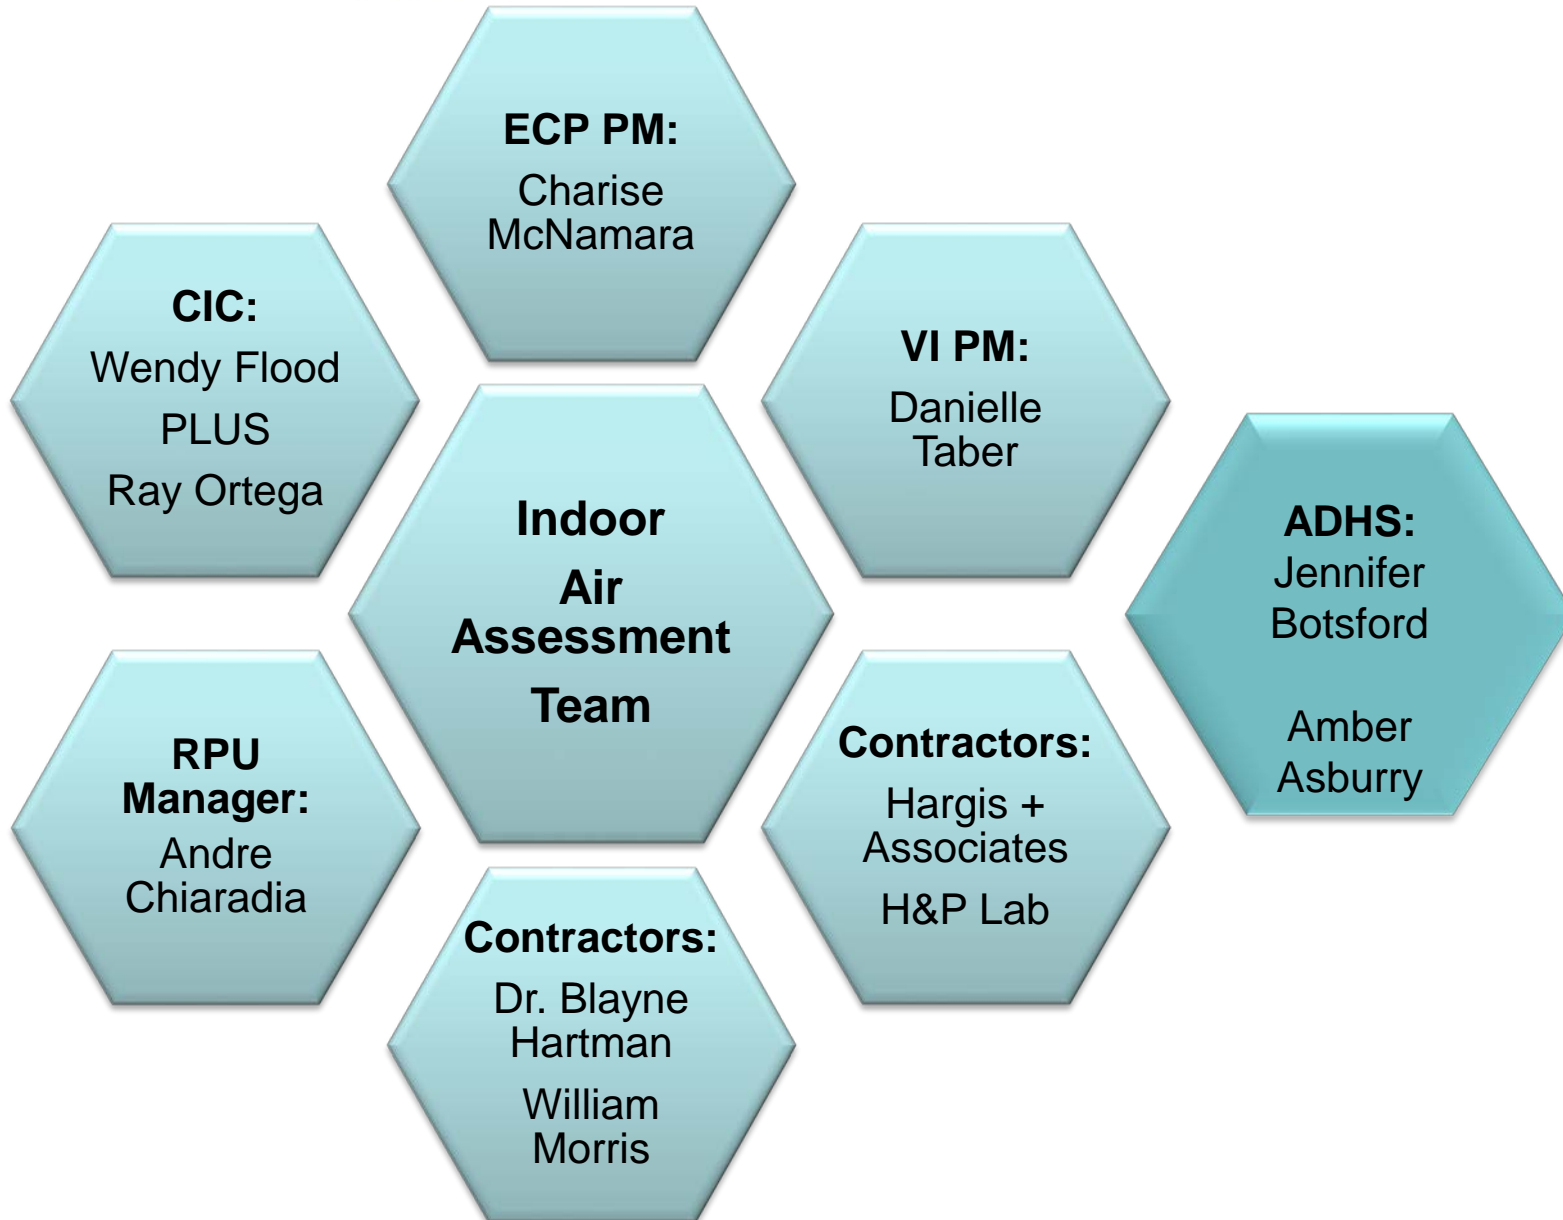 ECP PM:
Charise
McNamara
CIC:
Wendy Flood
PLUS
Ray Ortega
VI PM:
Danielle
Taber
Indoor
Air
Assessment
Team
ADHS:
Jennifer
Botsford
Amber
Asburry
RPU
Manager:
Andre
Chiaradia
Contractors:
Hargis +
Associates
H&P Lab
Contractors:
Dr. Blayne
Hartman
William
Morris